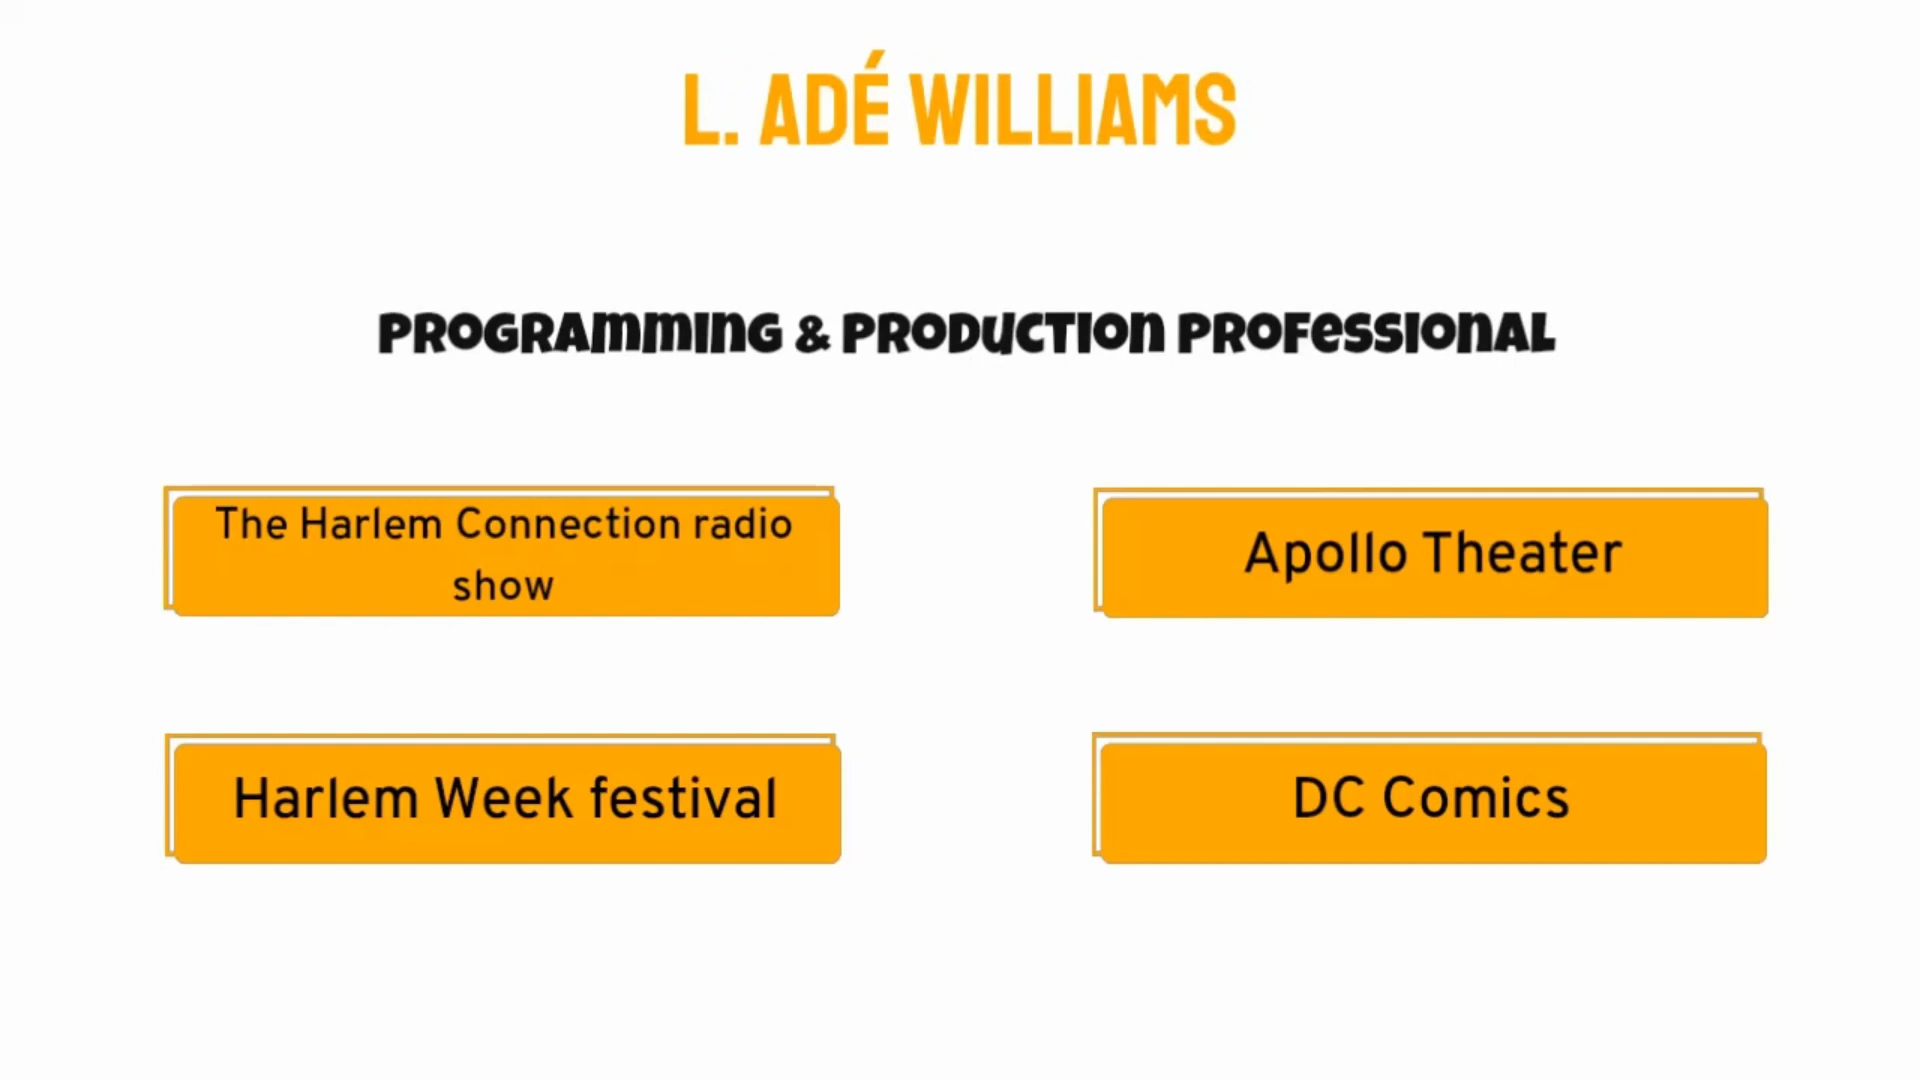 L. ADÉ WILLIAMS
PROGRAMMING & PRODUCTION PROFESSIONAL
The Harlem Connection radio
show
Apollo Theater
Harlem Week festival
DC Comics